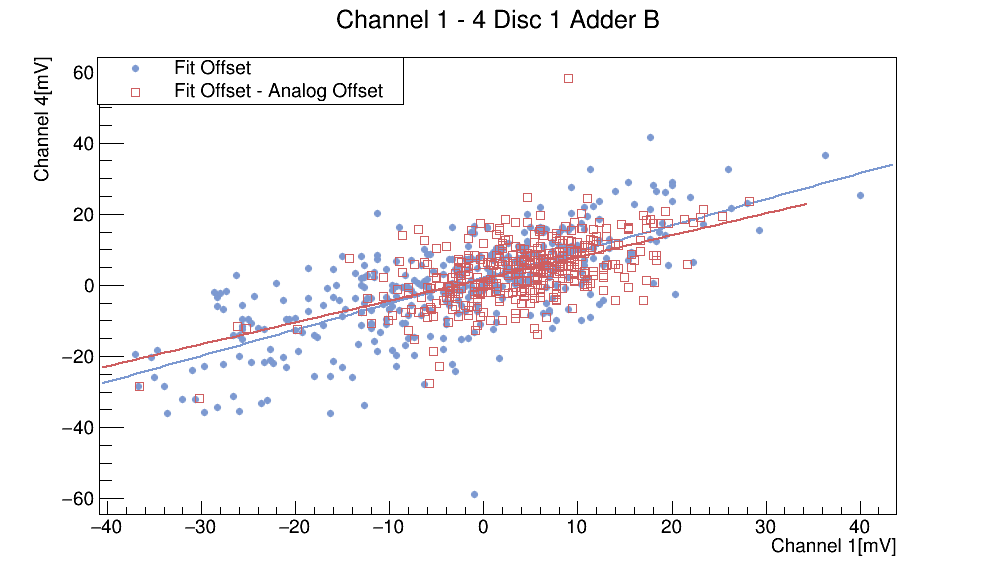 Channel 1 - 4 Disc 1 Adder B
Channel 4[mV]
Fit Offset
Fit Offset - Analog Offset
60
40
20
0
−20
−40
−60
−40 −30 −20 −10 0 10 20 30 40
Channel 1[mV]